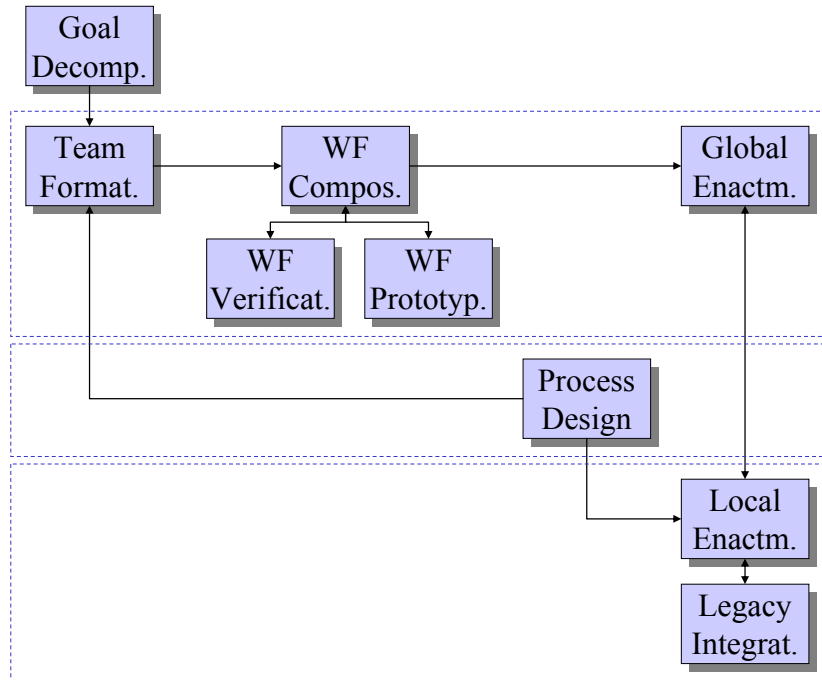 Goal
Decomp.
Team
Format.
WF
Compos.
Global
Enactm.
WF
Verificat.
WF
Prototyp.
Process
Design
Local
Enactm.
Legacy
Integrat.